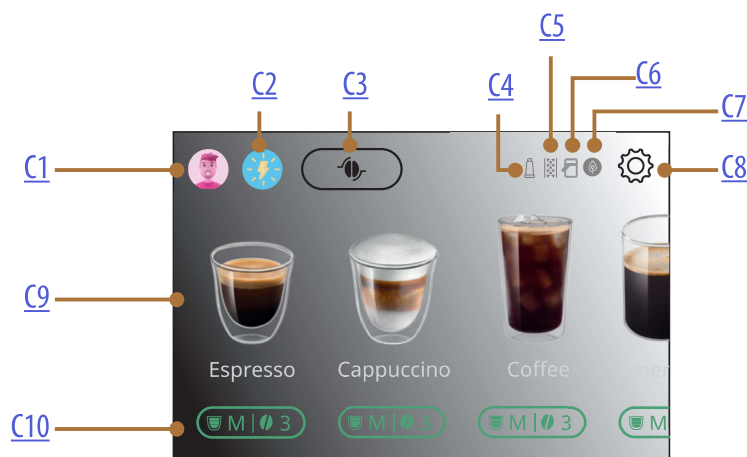 C5
C6
C2 C3 C4
C7
C1
C8
C9
Espresso Cappuccino Coffee
C10
M | 3 M | 3 M | 3 M